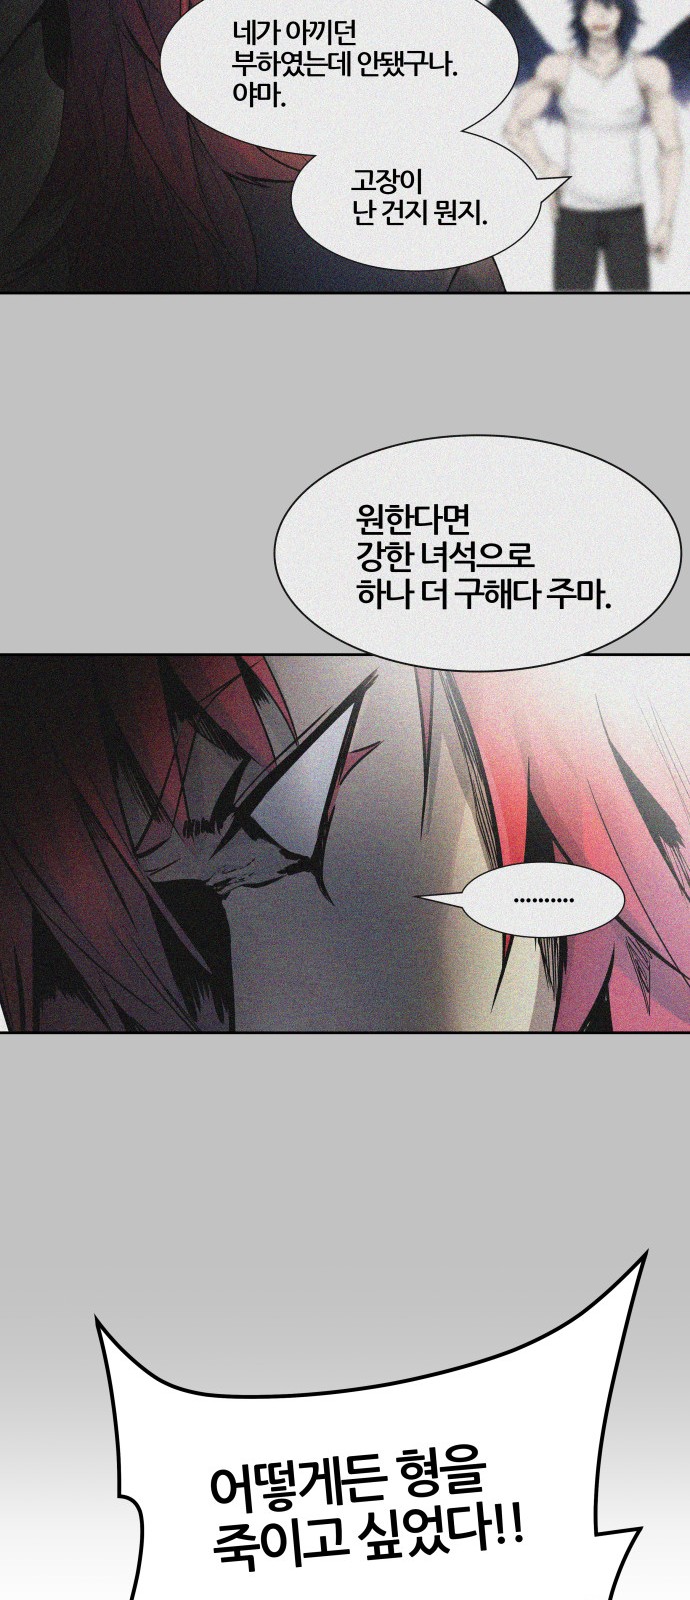 네가 아끼던
부하였는데 안됐구나.
야마.
고장이
난 건지 뭔지.
원한다면
강한 녀석으로
하나 더 구해다 주마.
..........
어떻게든 형을
죽이고 싶었다!!